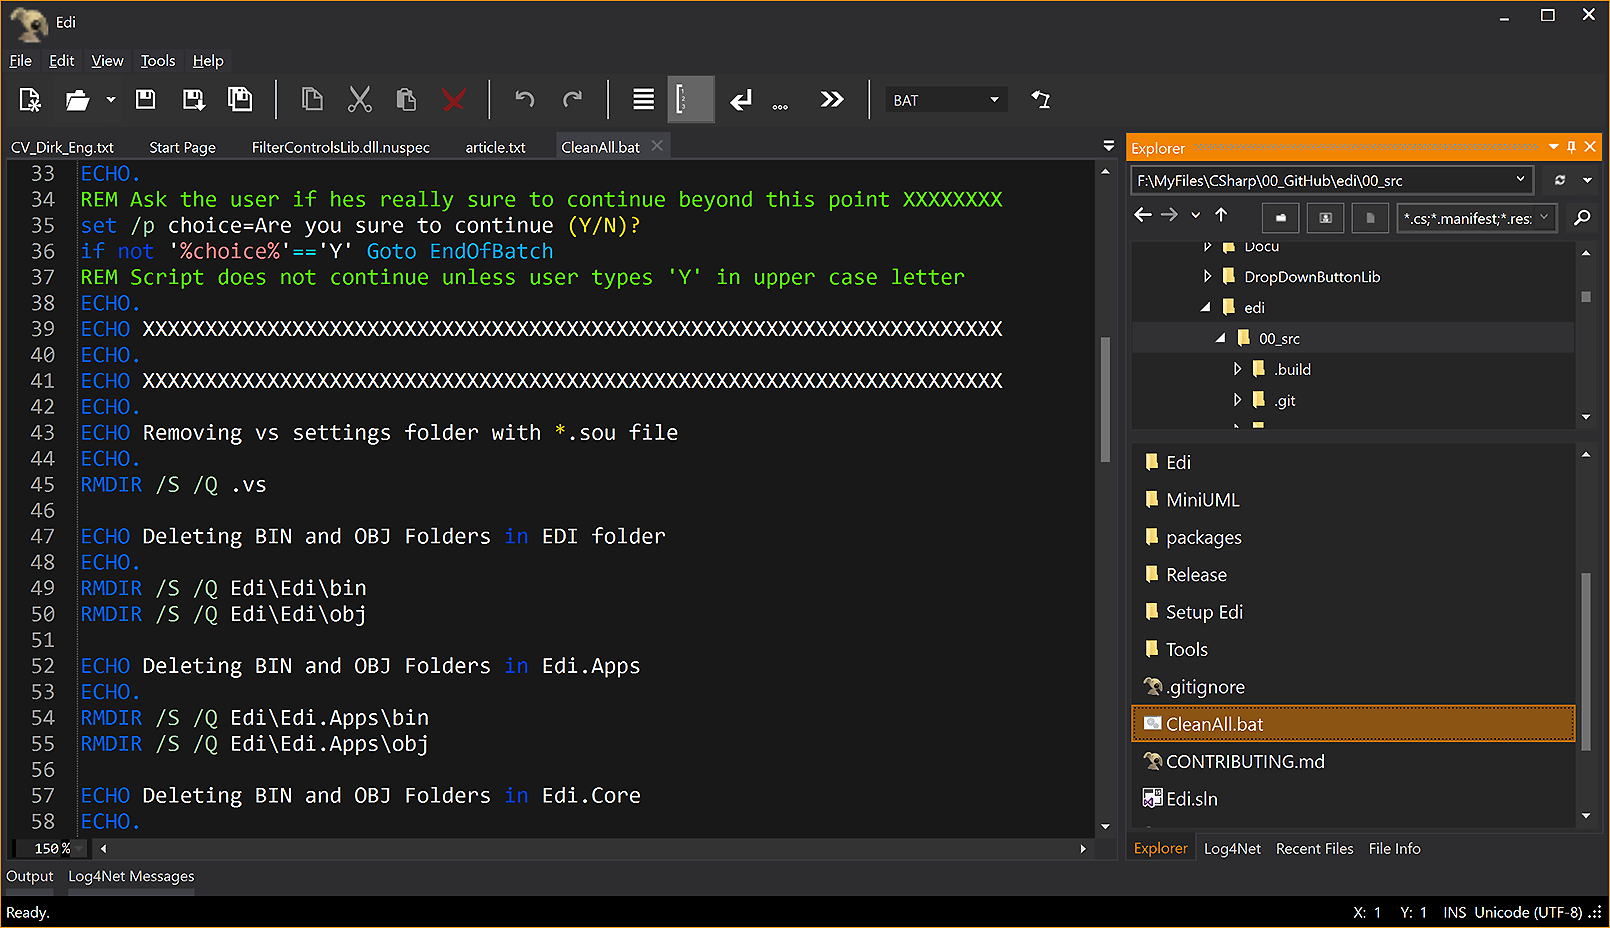 Edi
File Edit View Tools Help
BAT
CV_Dirk_Eng.txt Start Page FilterControlsLib.dll.nuspec article.txt CleanAll.bat
33 ECHO.
34 REM Ask the user if hes really sure to continue beyond this point XXXXXXXX
35 set /p choice=Are you sure to continue (Y/N)?
36 if not '%choice%'=='Y' Goto EndOfBatch
37 REM Script does not continue unless user types 'Y' in upper case letter
38 ECHO.
39 ECHO XXXXXXXXXXXXXXXXXXXXXXXXXXXXXXXXXXXXXXXXXXXXXXXXXXXXXXXXXXXXXXXXXXXXX
40 ECHO.
41 ECHO XXXXXXXXXXXXXXXXXXXXXXXXXXXXXXXXXXXXXXXXXXXXXXXXXXXXXXXXXXXXXXXXXXXXX
42 ECHO.
43 ECHO Removing vs settings folder with *.sou file
44 ECHO.
45 RMDIR /S /Q .vs
46
47 ECHO Deleting BIN and OBJ Folders in EDI folder
48 ECHO.
49 RMDIR /S /Q Edi\Edi\bin
50 RMDIR /S /Q Edi\Edi\obj
51
52 ECHO Deleting BIN and OBJ Folders in Edi.Apps
53 ECHO.
54 RMDIR /S /Q Edi\Edi.Apps\bin
55 RMDIR /S /Q Edi\Edi.Apps\obj
56
57 ECHO Deleting BIN and OBJ Folders in Edi.Core
58 ECHO.
150%
Explorer
F:\MyFiles\CSharp\00_GitHub\edi\00_src
*.cs;*.manifest;*.res;
Docu
DropDownButtonLib
edi
00_src
.build
.git
Edi
MiniUML
packages
Release
Setup Edi
Tools
.gitignore
CleanAll.bat
CONTRIBUTING.md
Edi.sln
Explorer Log4Net Recent Files File Info
Output Log4Net Messages
Ready.
X: 1 Y: 1 INS Unicode (UTF-8)